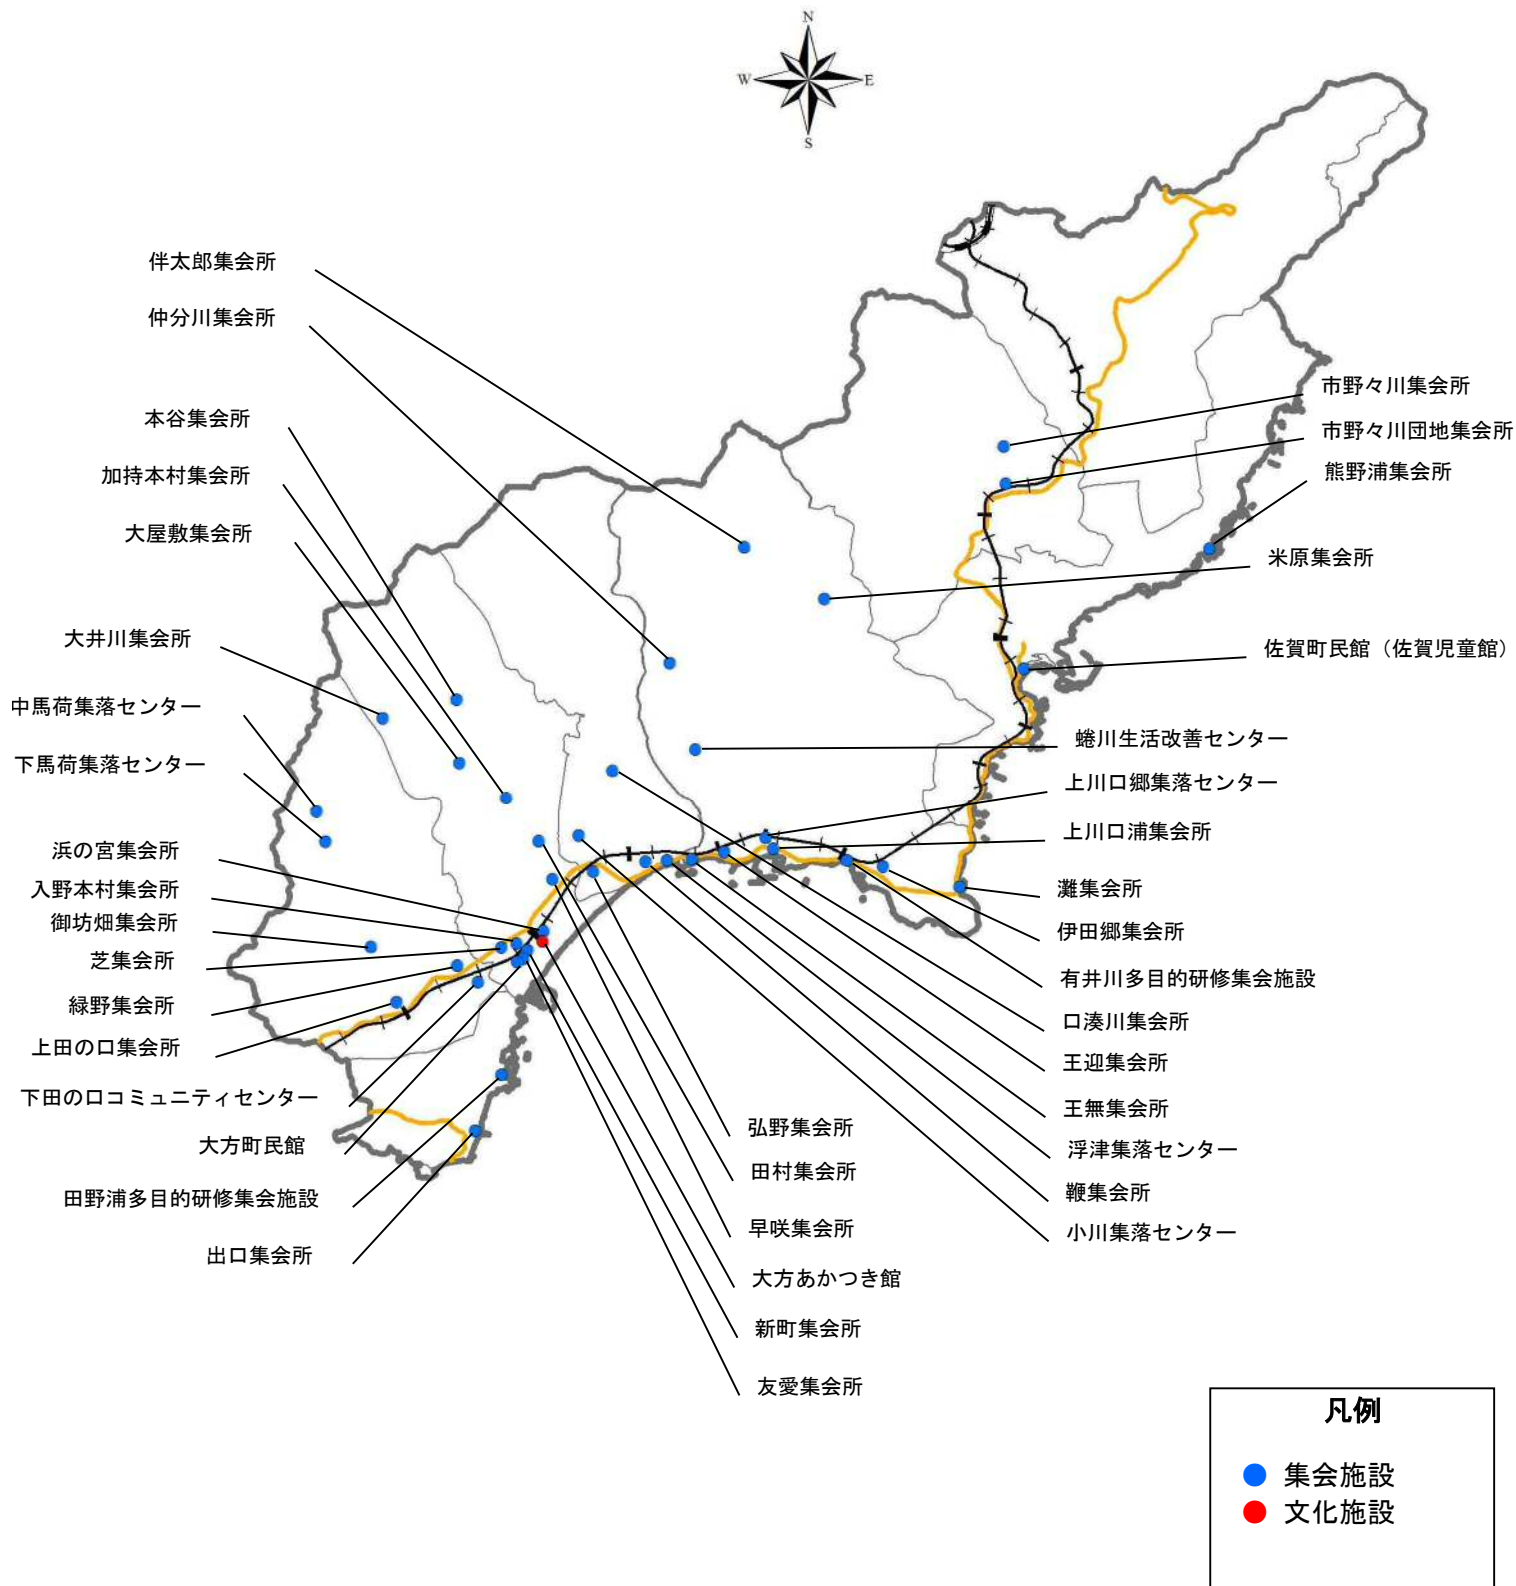 N
W
E
S
伴太郎集会所
仲分川集会所
本谷集会所
加持本村集会所
大屋敷集会所
大井川集会所
中馬荷集落センター
下馬荷集落センター
浜の宮集会所
入野本村集会所
御坊畑集会所
芝集会所
緑野集会所
上田の口集会所
下田の口コミュニティセンター
大方町民館
田野浦多目的研修集会施設
出口集会所
市野々川集会所
市野々川団地集会所
熊野浦集会所
米原集会所
佐賀町民館（佐賀児童館）
蜷川生活改善センター
上川口郷集落センター
上川口浦集会所
灘集会所
伊田郷集会所
有井川多目的研修集会施設
口湊川集会所
王迎集会所
王無集会所
浮津集落センター
鞭集会所
小川集落センター
弘野集会所
田村集会所
早咲集会所
大方あかつき館
新町集会所
友愛集会所
凡例
集会施設
文化施設